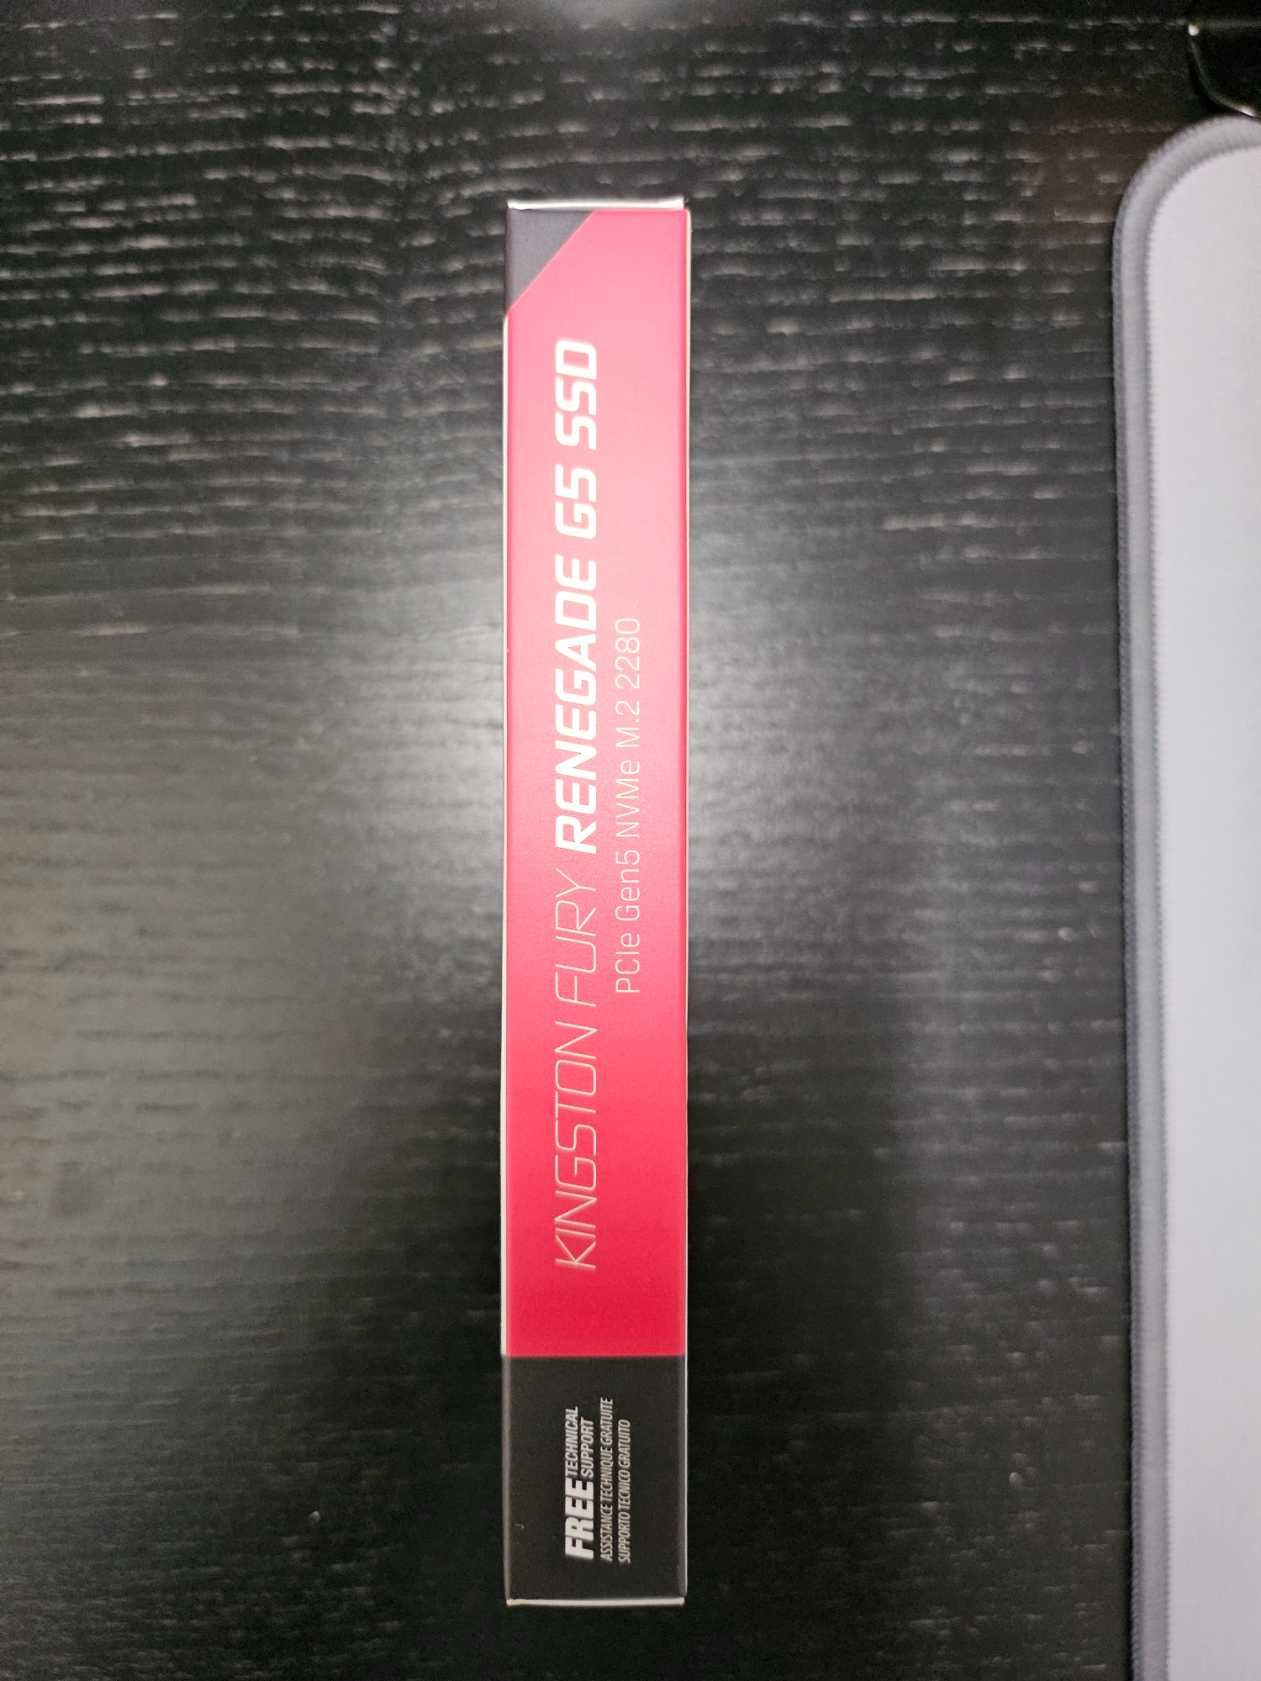 KINGSTON FURY RENEGADE G5 SSD
PCIe Gen5 NVMe M.2 2280
FREE TECHNICAL SUPPORT
ASSISTANCE TECHNIQUE GRATUITE
SUPPORTO TECNICO GRATUITO